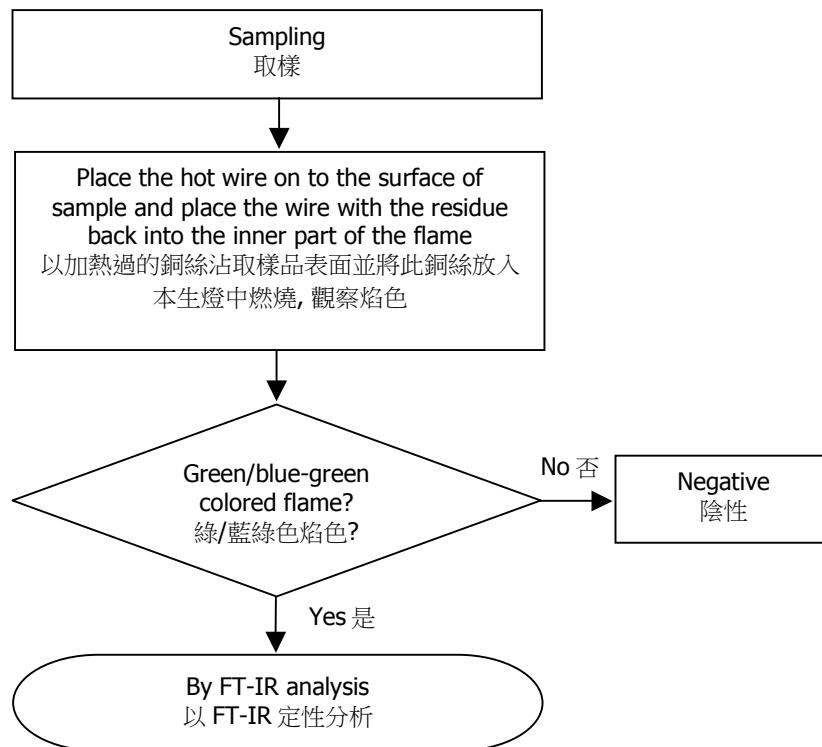 Sampling
取樣
Place the hot wire on to the surface of
sample and place the wire with the residue
back into the inner part of the flame
以加熱過的銅絲沾取樣品表面並將此銅絲放入
本生燈中燃燒, 觀察焰色
Green/blue-green
colored flame?
綠/藍綠色焰色?
No 否
Negative
陰性
Yes 是
By FT-IR analysis
以 FT-IR 定性分析